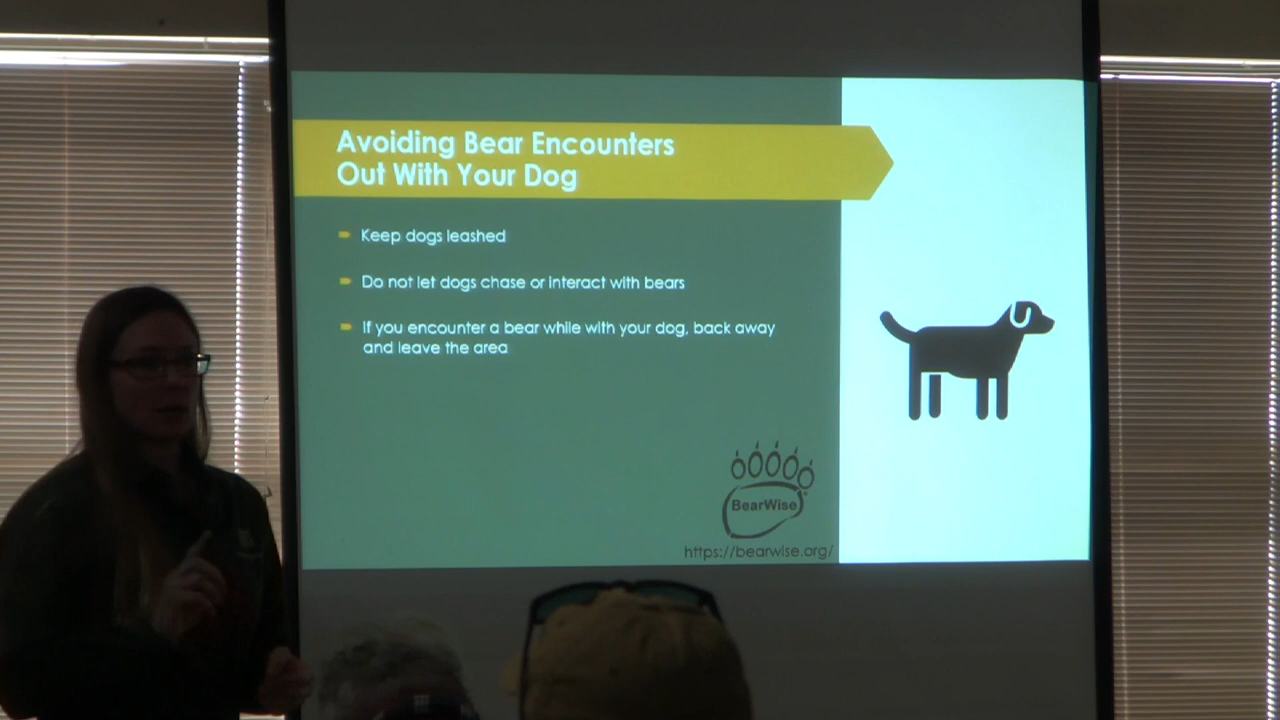 Avoiding Bear Encounters
Out With Your Dog
Keep dogs leashed
Do not let dogs chase or interact with bears
If you encounter a bear while with your dog, back away
and leave the area
BearWise
https://bearwise.org/